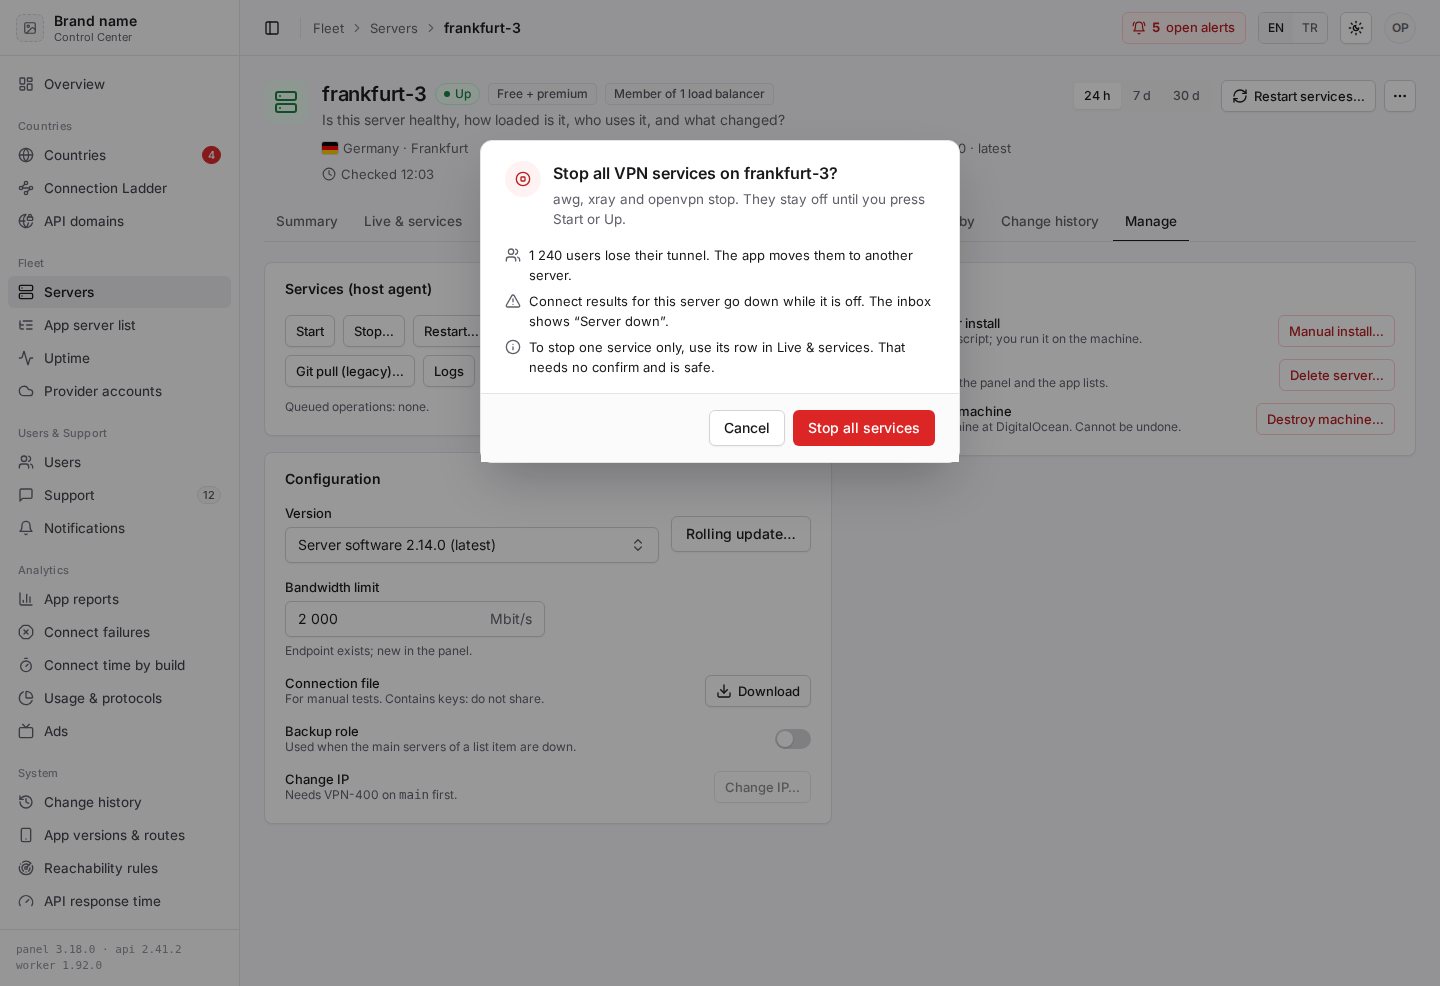 Brand name
Control Center
Overview
Countries
Countries
4
Connection Ladder
API domains
Fleet
Servers
App server list
Uptime
Provider accounts
Users & Support
Users
Support
12
Notifications
Analytics
App reports
Connect failures
Connect time by build
Usage & protocols
Ads
System
Change history
App versions & routes
Reachability rules
API response time
panel 3.18.0 · api 2.41.2
worker 1.92.0
Fleet
Servers
frankfurt-3
5 open alerts
EN
TR
OP
frankfurt-3
Up
Free + premium
Member of 1 load balancer
24 h
7 d
30 d
Restart services...
Is this server healthy, how loaded is it, who uses it, and what changed?
Germany · Frankfurt
0 · latest
Checked 12:03
Summary
Live & services
by
Change history
Manage
Stop all VPN services on frankfurt-3?
awg, xray and openvpn stop. They stay off until you press
Start or Up.
1 240 users lose their tunnel. The app moves them to another
server.
Connect results for this server go down while it is off. The inbox
shows “Server down”.
To stop one service only, use its row in Live & services. That
needs no confirm and is safe.
Cancel
Stop all services
Services (host agent)
Start
Stop...
Restart...
Git pull (legacy)...
Logs
Queued operations: none.
install
script; you run it on the machine.
Manual install...
the panel and the app lists.
Delete server...
machine
ine at DigitalOcean. Cannot be undone.
Destroy machine...
Configuration
Version
Server software 2.14.0 (latest)
Rolling update...
Bandwidth limit
2 000
Mbit/s
Endpoint exists; new in the panel.
Connection file
For manual tests. Contains keys: do not share.
Download
Backup role
Used when the main servers of a list item are down.
Change IP
Needs VPN-400 on main first.
Change IP...